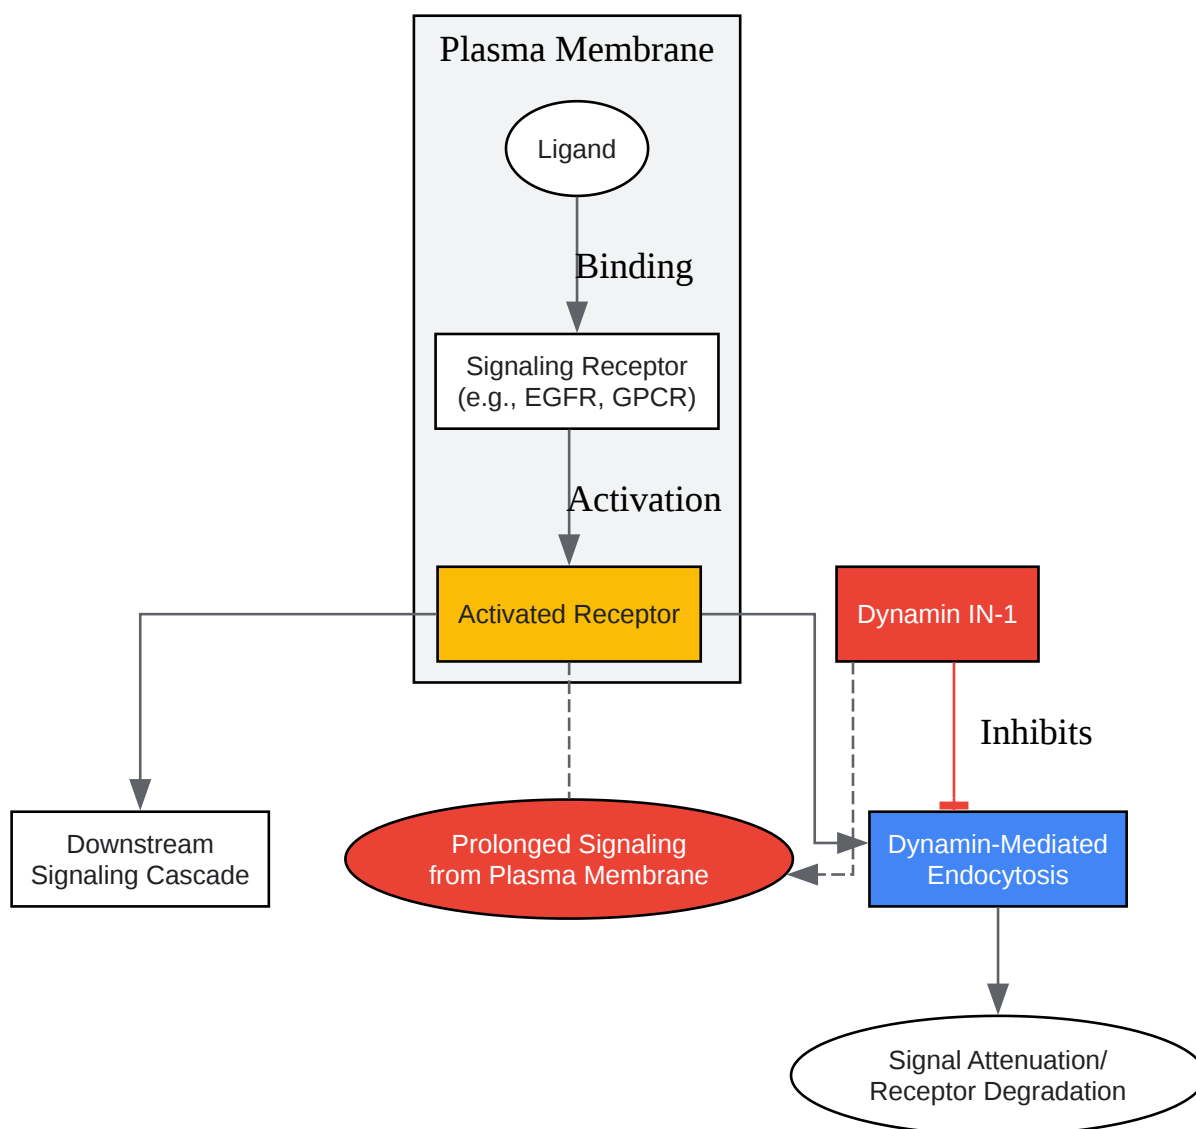 Plasma Membrane
Ligand
Binding
Signaling Receptor
(e.g., EGFR, GPCR)
Activation
Activated Receptor
Dynamin IN-1
Inhibits
Downstream
Signaling Cascade
Prolonged Signaling
from Plasma Membrane
Dynamin-Mediated
Endocytosis
Signal Attenuation/
Receptor Degradation